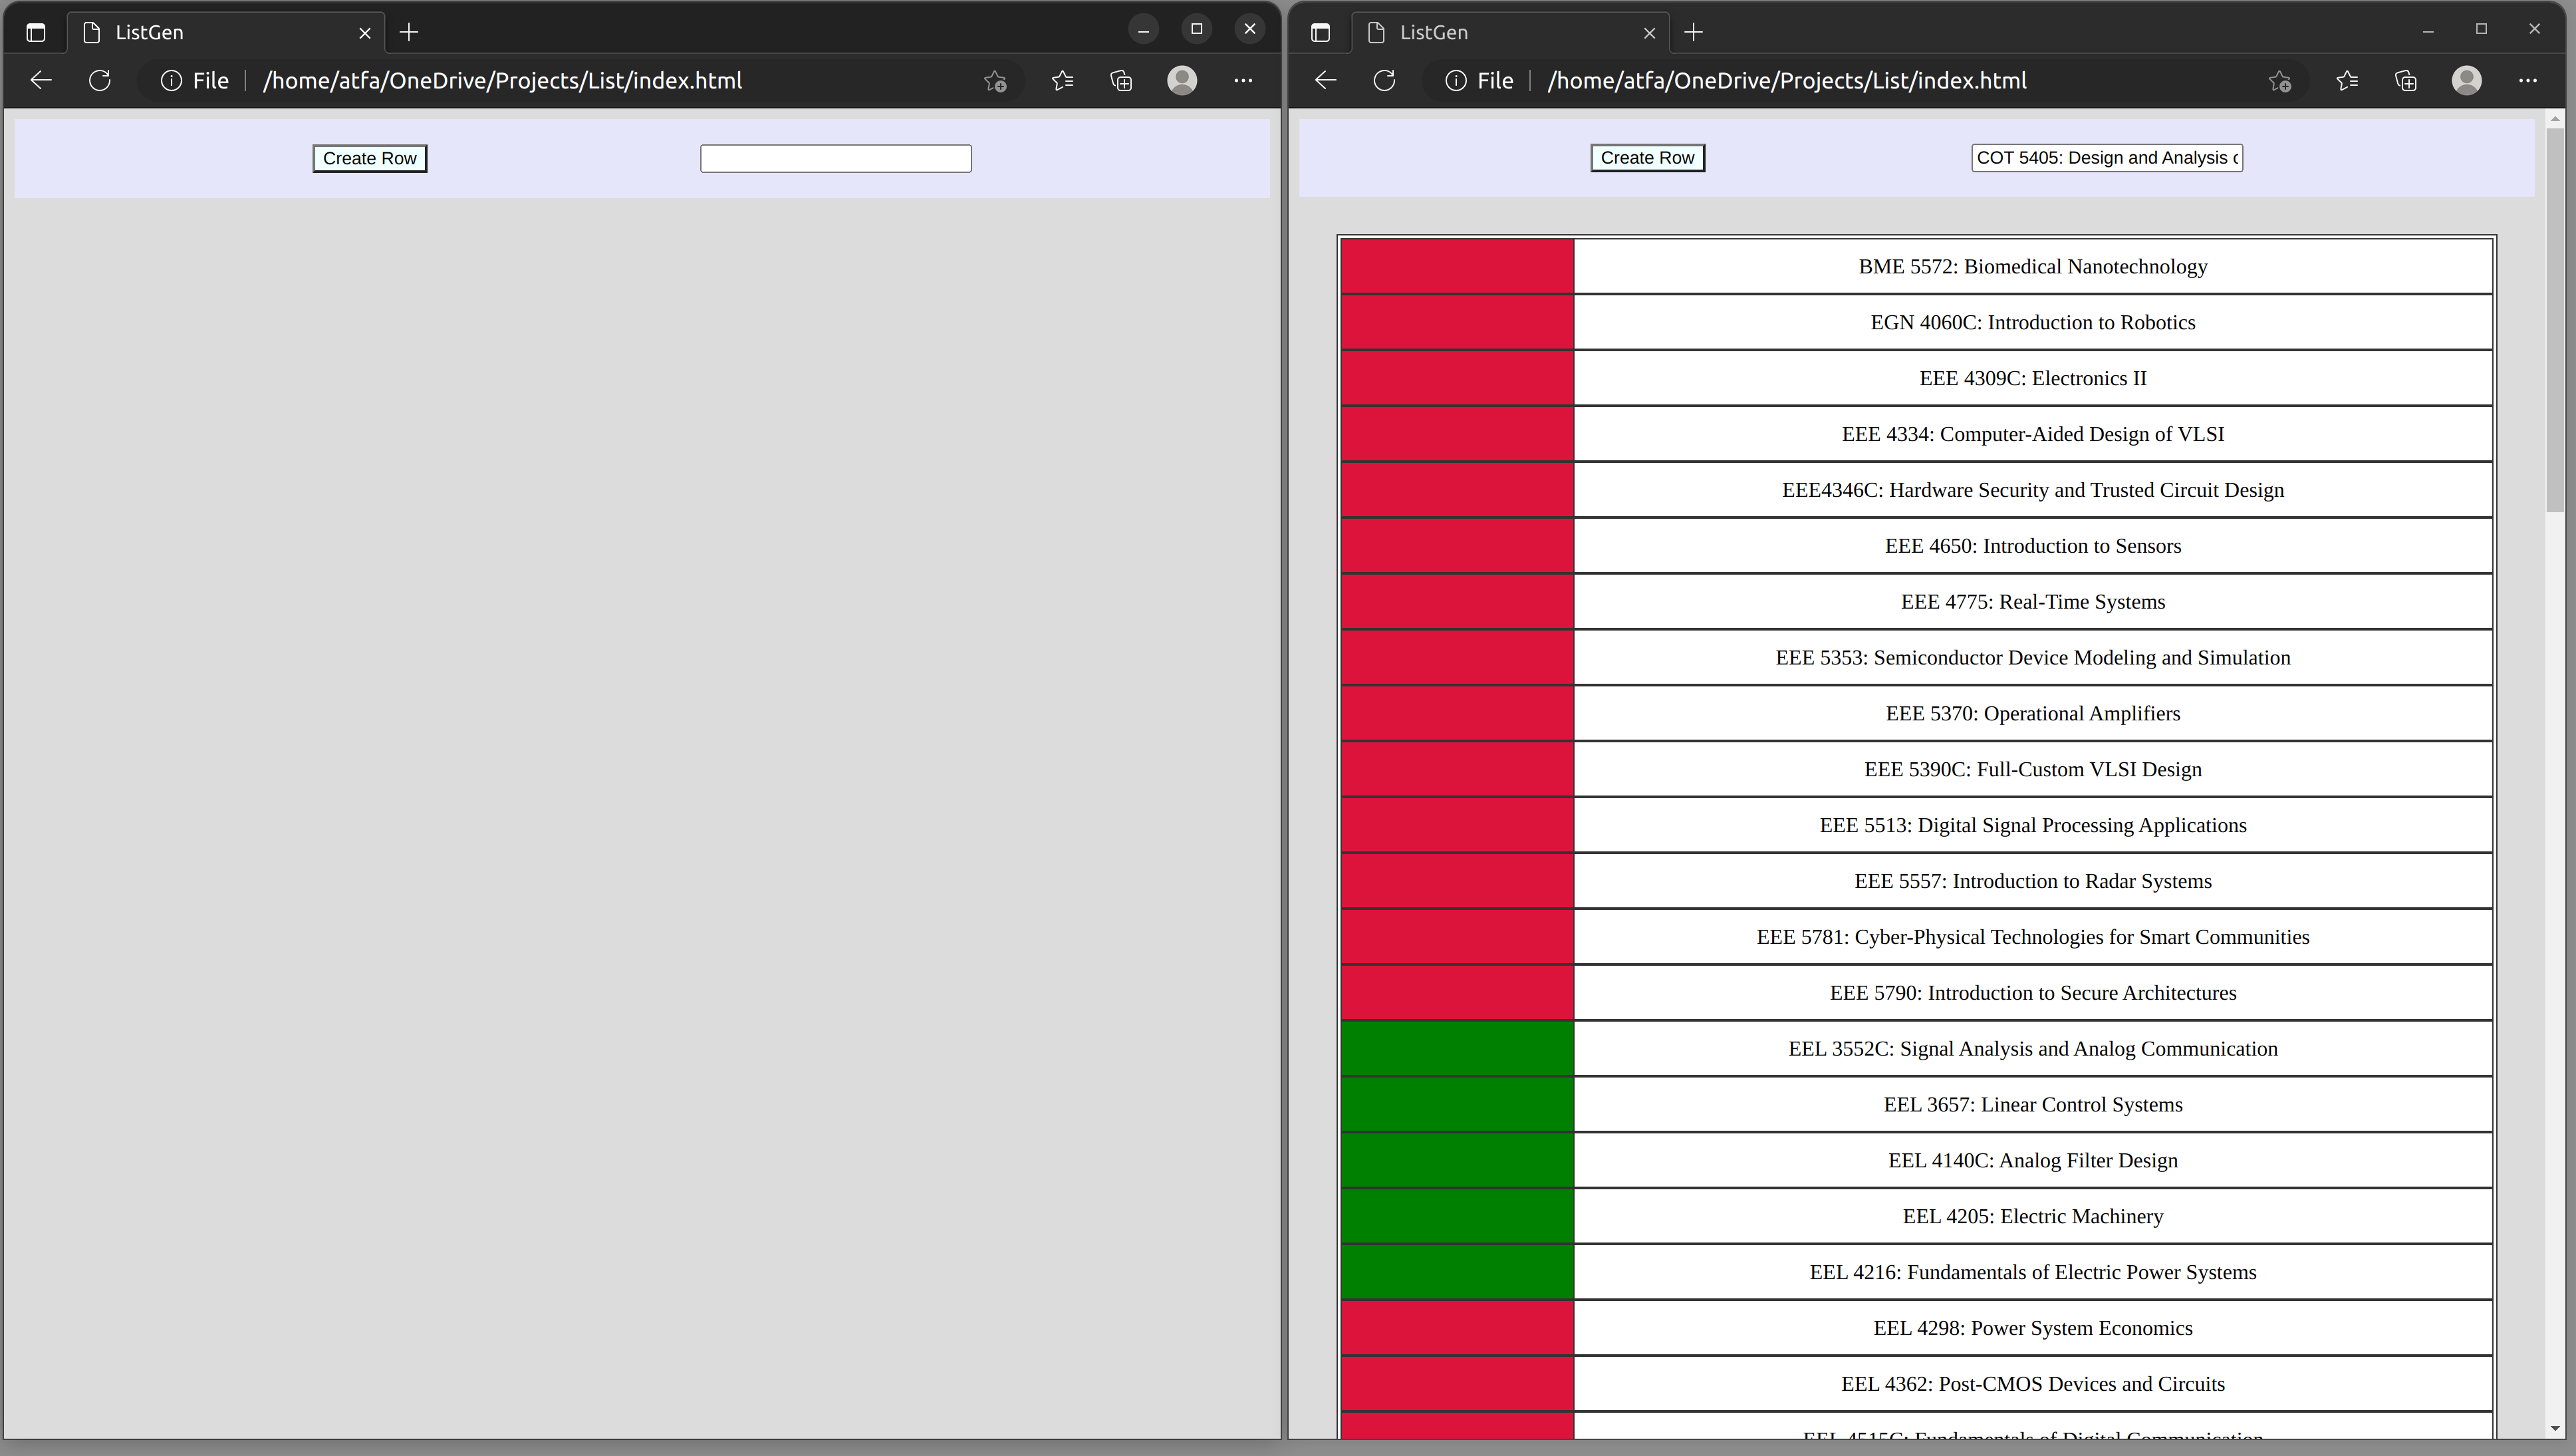 ListGen
File /home/atfa/OneDrive/Projects/List/index.html
Create Row
ListGen
File /home/atfa/OneDrive/Projects/List/index.html
Create Row COT 5405: Design and Analysis
BME 5572: Biomedical Nanotechnology
EGN 4060C: Introduction to Robotics
EEE 4309C: Electronics II
EEE 4334: Computer-Aided Design of VLSI
EEE4346C: Hardware Security and Trusted Circuit Design
EEE 4650: Introduction to Sensors
EEE 4775: Real-Time Systems
EEE 5353: Semiconductor Device Modeling and Simulation
EEE 5370: Operational Amplifiers
EEE 5390C: Full-Custom VLSI Design
EEE 5513: Digital Signal Processing Applications
EEE 5557: Introduction to Radar Systems
EEE 5781: Cyber-Physical Technologies for Smart Communities
EEE 5790: Introduction to Secure Architectures
EEL 3552C: Signal Analysis and Analog Communication
EEL 3657: Linear Control Systems
EEL 4140C: Analog Filter Design
EEL 4205: Electric Machinery
EEL 4216: Fundamentals of Electric Power Systems
EEL 4298: Power System Economics
EEL 4362: Post-CMOS Devices and Circuits
EEL 4515C: Fundamentals of Digital Communication